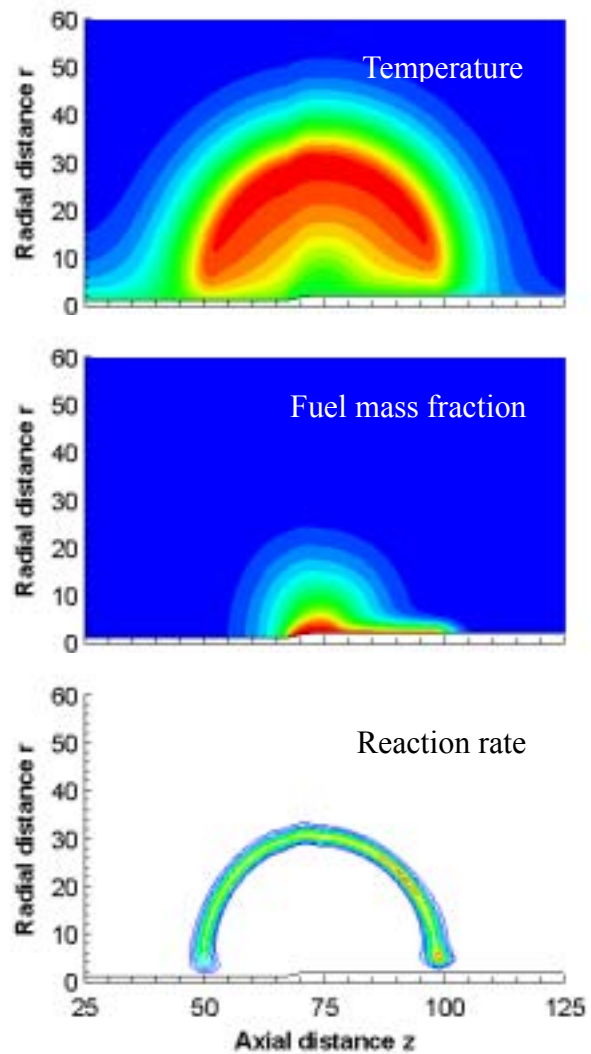 60
50
40
30
20
10
0
Radial distance r
Temperature
60
50
40
30
20
10
0
Radial distance r
Fuel mass fraction
60
50
40
30
20
10
0
Radial distance r
Reaction rate
25 50 75 100 125
Axial distance z